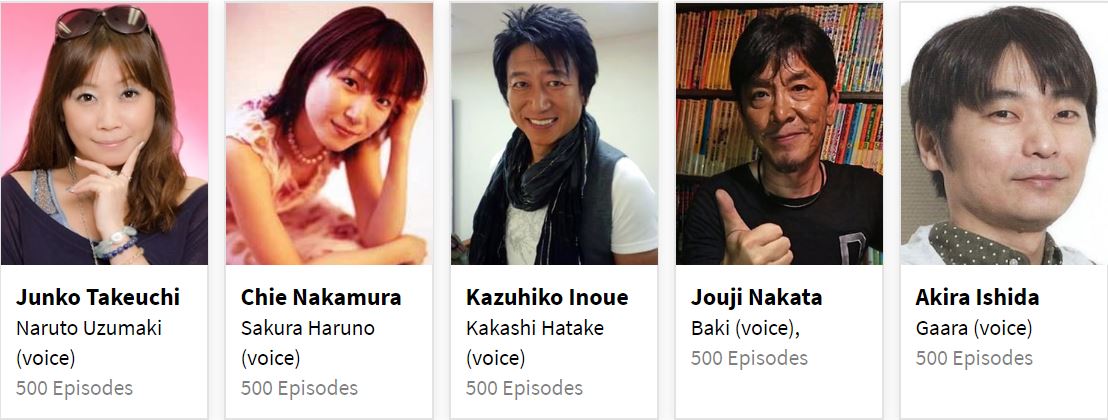 Junko Takeuchi
Naruto Uzumaki
(voice)
500 Episodes
Chie Nakamura
Sakura Haruno
(voice)
500 Episodes
Kazuhiko Inoue
Kakashi Hatake
(voice)
500 Episodes
Jouji Nakata
Baki (voice),
500 Episodes
Akira Ishida
Gaara (voice)
500 Episodes